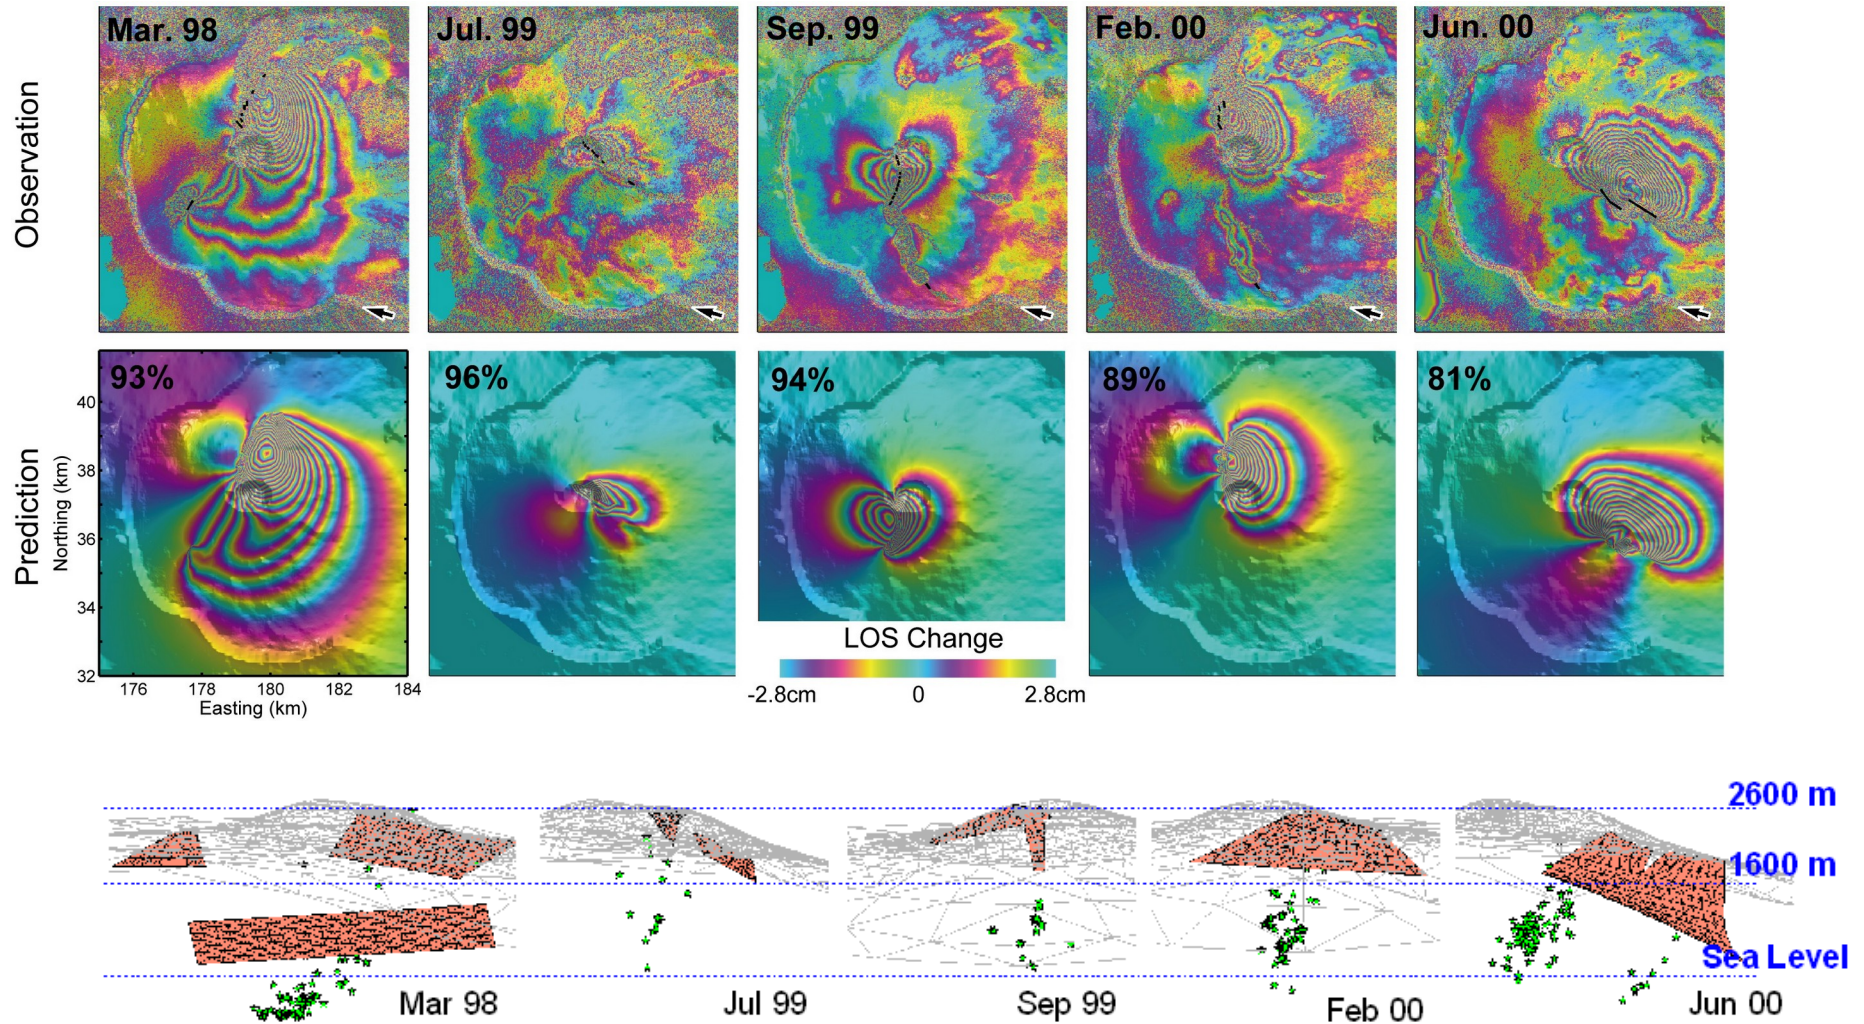 Observation
Mar. 98
Jul. 99
Sep. 99
Feb. 00
Jun. 00
Prediction
93%
96%
94%
89%
81%
Northing (km)
40
38
36
34
32
176
178
180
182
184
Easting (km)
LOS Change
-2.8cm
0
2.8cm
2600 m
1600 m
Sea Level
Mar 98
Jul 99
Sep 99
Feb 00
Jun 00